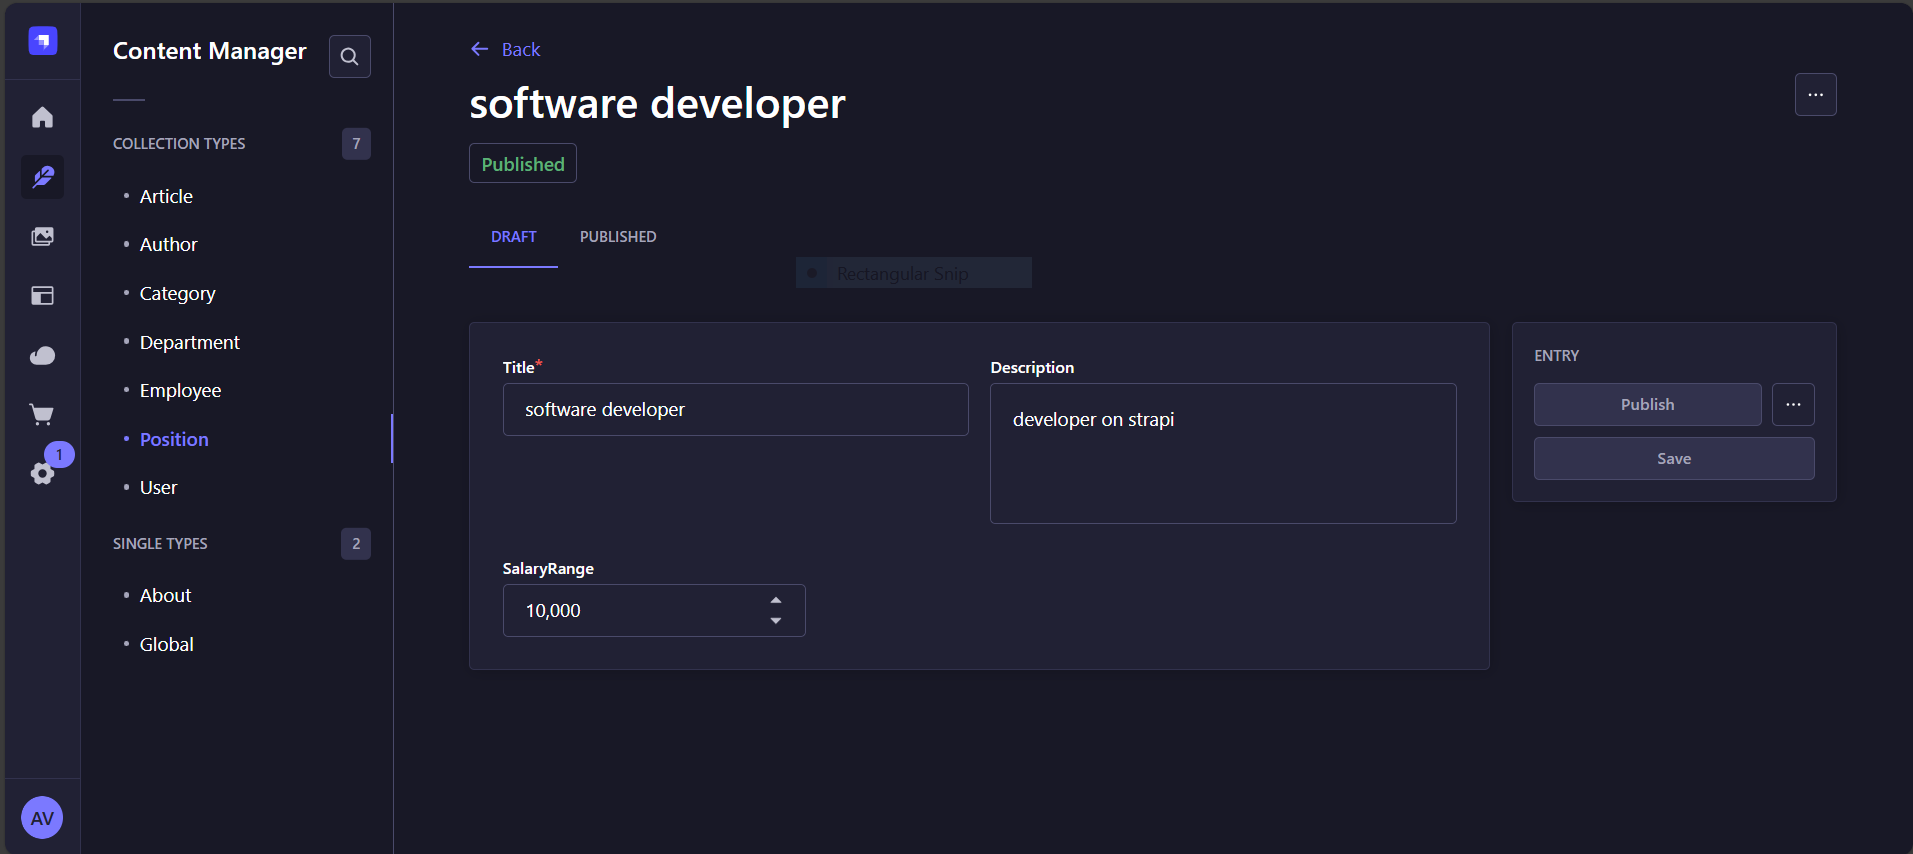 Content Manager
COLLECTION TYPES 7
Article
Author
Category
Department
Employee
Position
User
SINGLE TYPES 2
About
Global
1
AV
Back
software developer
Published
DRAFT PUBLISHED
Rectangular Snip
Title* Description
software developer
developer on strapi
SalaryRange
10,000
ENTRY
Publish
Save